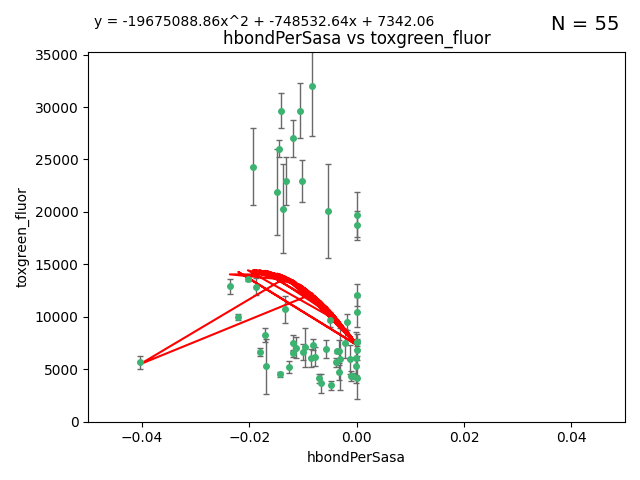 y = -19675088.86x^2 + -748532.64x + 7342.06
N = 55
hbondPerSasa vs toxgreen_fluor
35000
30000
25000
20000
15000
10000
5000
0
toxgreen_fluor
−0.04
−0.02
0.00
0.02
0.04
hbondPerSasa